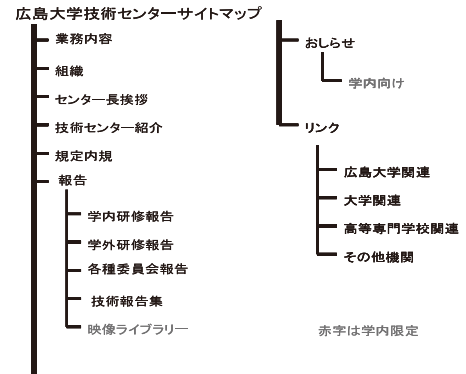 広島大学技術センターサイトマップ
業務内容
組織
センター長挨拶
技術センター紹介
規定内規
報告
学内研修報告
学外研修報告
各種委員会報告
技術報告集
映像ライブラリー
おしらせ
学内向け
リンク
広島大学関連
大学関連
高等専門学校関連
その他機関
赤字は学内限定